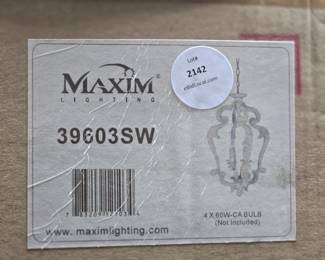 Lot#
2142
MAXIM
LIGHTING
39603SW
4 X 60W-CA BULB
(Not Included)
www.maximlighting.com